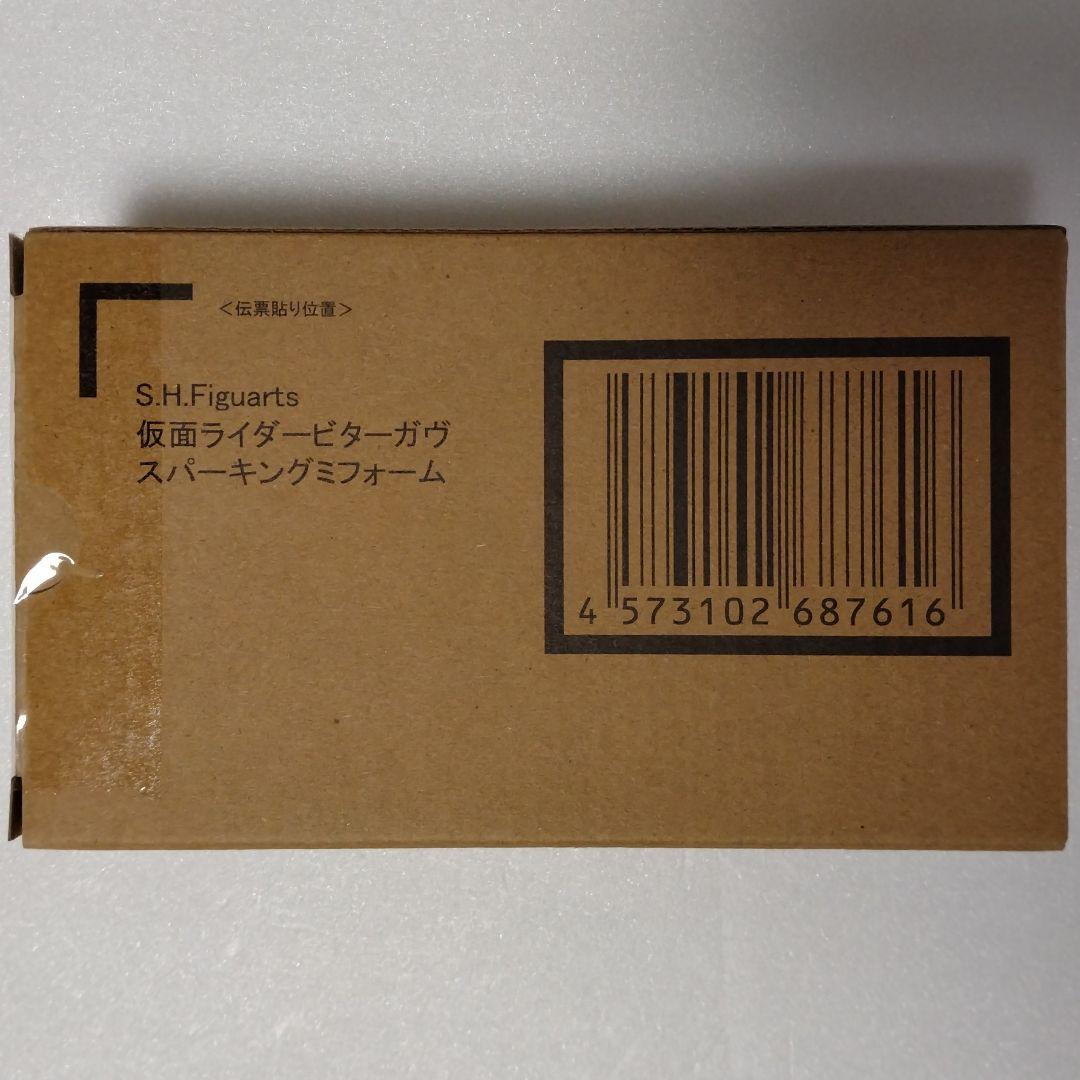 ＜伝票貼り位置＞
S.H.Figuarts
仮面ライダービターガヴ
スパーキングミフォーム
4 573102 687616